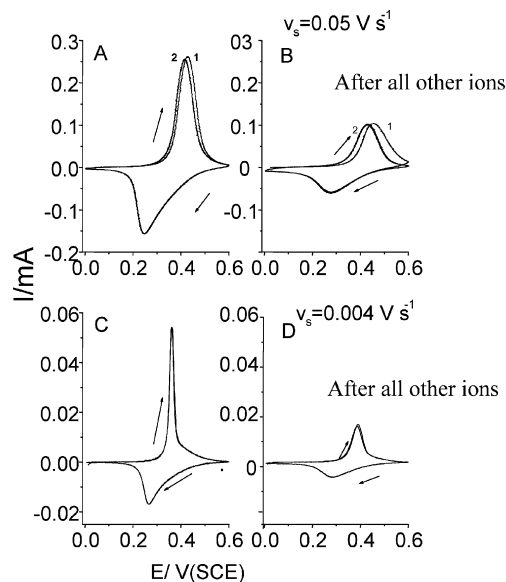 vₛ=0.05 V s⁻¹
A
0.3
0.2
0.1
0.0
-0.1
-0.2
2 1
0.0 0.2 0.4 0.6
B
03
0.2
0.1
0
-0.1
-0.2
After all other ions
2 1
0.0 0.2 0.4 0.6
I/mA
vₛ=0.004 V s⁻¹
C
0.06
0.04
0.02
0.00
-0.02
0.0 0.2 0.4 0.6
D
0.06
0.04
0.02
0
-0.02
After all other ions
0.0 0.2 0.4 0.6
E/ V(SCE)